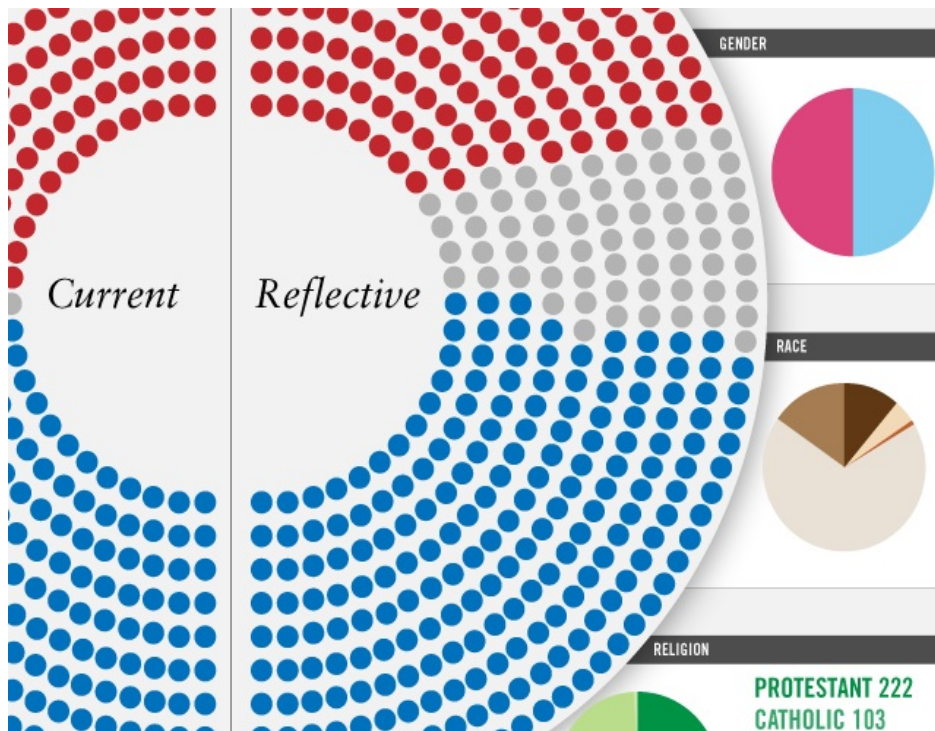 GENDER
Current
Reflective
RACE
RELIGION
PROTESTANT 222
CATHOLIC 103